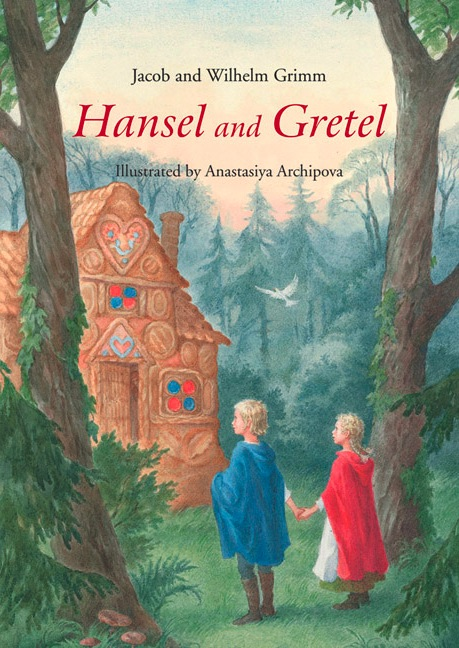 Jacob and Wilhelm Grimm
Hansel and Gretel
Illustrated by Anastasiya Archipova